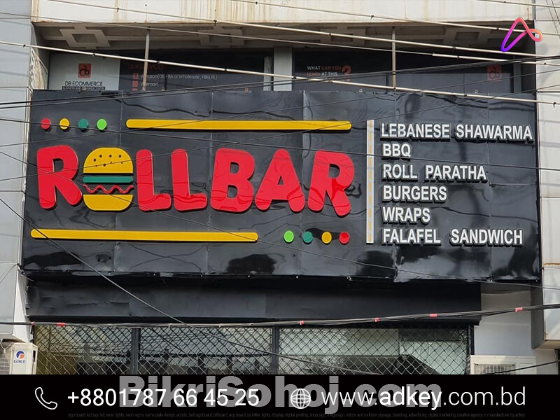 ROLLBAR
LEBANESE SHAWARMA
BBQ
ROLL PARATHA
BURGERS
WRAPS
FALAFEL SANDWICH
+8801787 66 45 25
www.adkey.com.bd
BikriSohoj.com